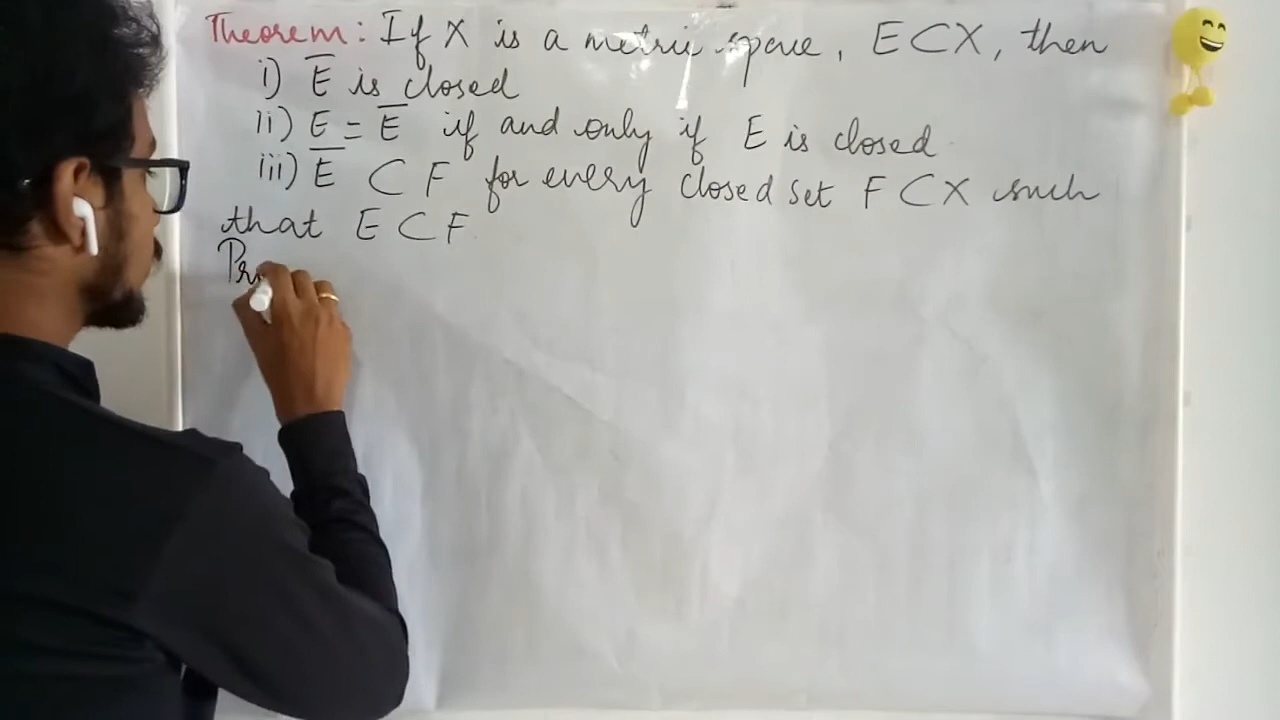 Theorem: If X is a metric space, E ⊂ X, then
i) E̅ is closed
ii) E = E̅ if and only if E is closed
iii) E̅ ⊂ F for every closed set F ⊂ X such
that E ⊂ F.
Pro